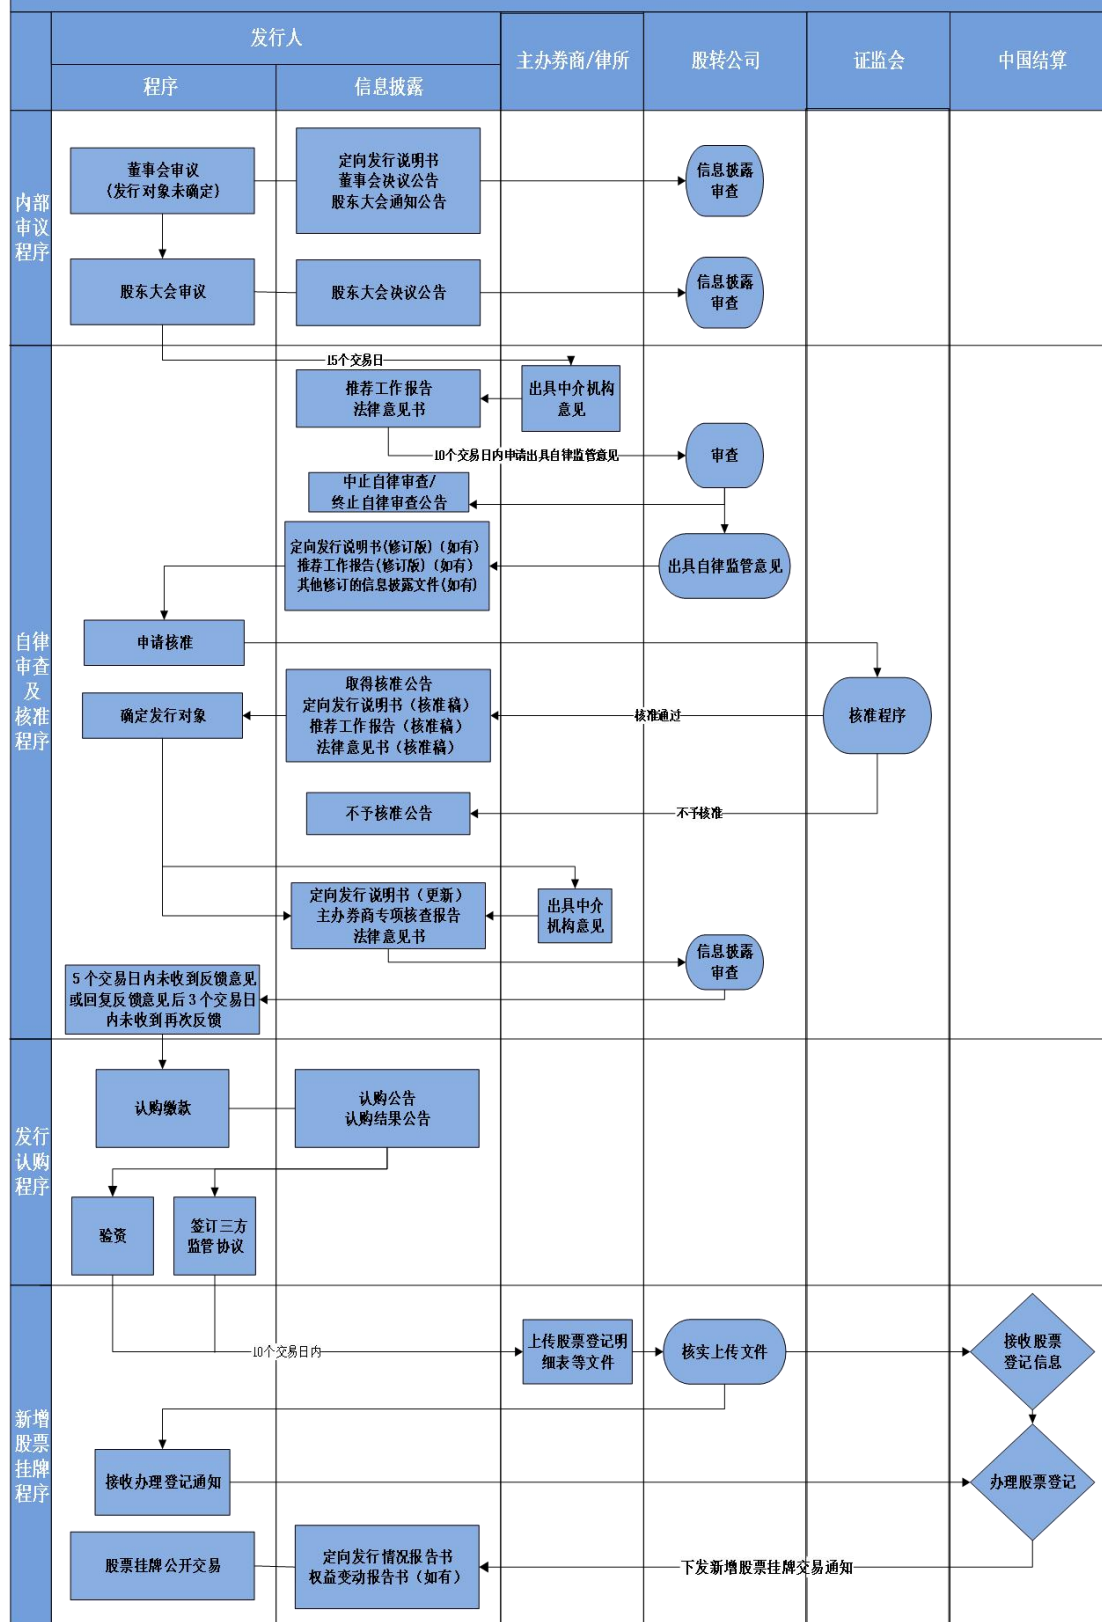 发行人
主办券商/律所
股转公司
证监会
中国结算
程序
信息披露
内部
审议
程序
董事会审议
(发行对象未确定)
定向发行说明书
董事会决议公告
股东大会通知公告
信息披露
审查
股东大会审议
股东大会决议公告
信息披露
审查
自律
审查
及
核准
程序
15个交易日
推荐工作报告
法律意见书
出具中介机构
意见
10个交易日内申请出具自律监管意见
审查
中止自律审查/
终止自律审查公告
定向发行说明书(修订版)(如有)
推荐工作报告(修订版)(如有)
其他修订的信息披露文件(如有)
出具自律监管意见
申请核准
取得核准公告
定向发行说明书（核准稿）
推荐工作报告（核准稿）
法律意见书（核准稿）
确定发行对象
核准通过
核准程序
不予核准公告
不予核准
定向发行说明书（更新）
主办券商专项核查报告
法律意见书
出具中介
机构意见
信息披露
审查
5个交易日内未收到反馈意见
或回复反馈意见后3个交易日
内未收到再次反馈
发行
认购
程序
认购缴款
认购公告
认购结果公告
验资
签订三方
监管协议
新增
股票
挂牌
程序
10个交易日内
上传股票登记明
细表等文件
核实上传文件
接收股票
登记信息
接收办理登记通知
办理股票登记
股票挂牌公开交易
定向发行情况报告书
权益变动报告书（如有）
下发新增股票挂牌交易通知